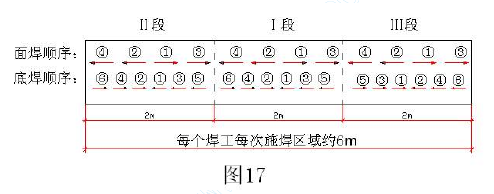 II段 I段 III段
面焊顺序: ④ ② ① ③ ④ ② ① ③ ④ ② ① ③
底焊顺序: ⑥ ④ ② ① ③ ⑤ ⑥ ④ ② ① ③ ⑤ ⑤ ③ ① ② ④ ⑥
2m 2m 2m
每个焊工每次施焊区域约6m
图17